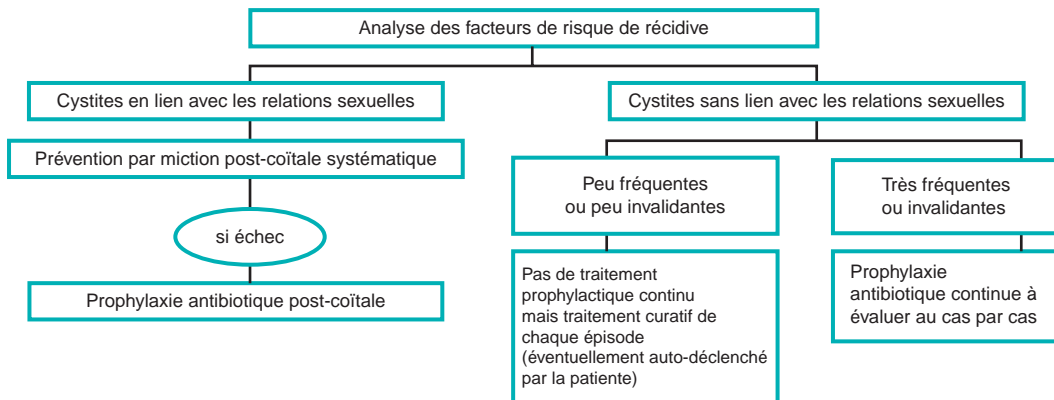 Analyse des facteurs de risque de récidive
Cystites en lien avec les relations sexuelles
Cystites sans lien avec les relations sexuelles
Prévention par miction post-coïtale systématique
si échec
Prophylaxie antibiotique post-coïtale
Peu fréquentes
ou peu invalidantes
Très fréquentes
ou invalidantes
Pas de traitement
prophylactique continu
mais traitement curatif de
chaque épisode
(éventuellement auto-déclenché
par la patiente)
Prophylaxie
antibiotique continue à
évaluer au cas par cas